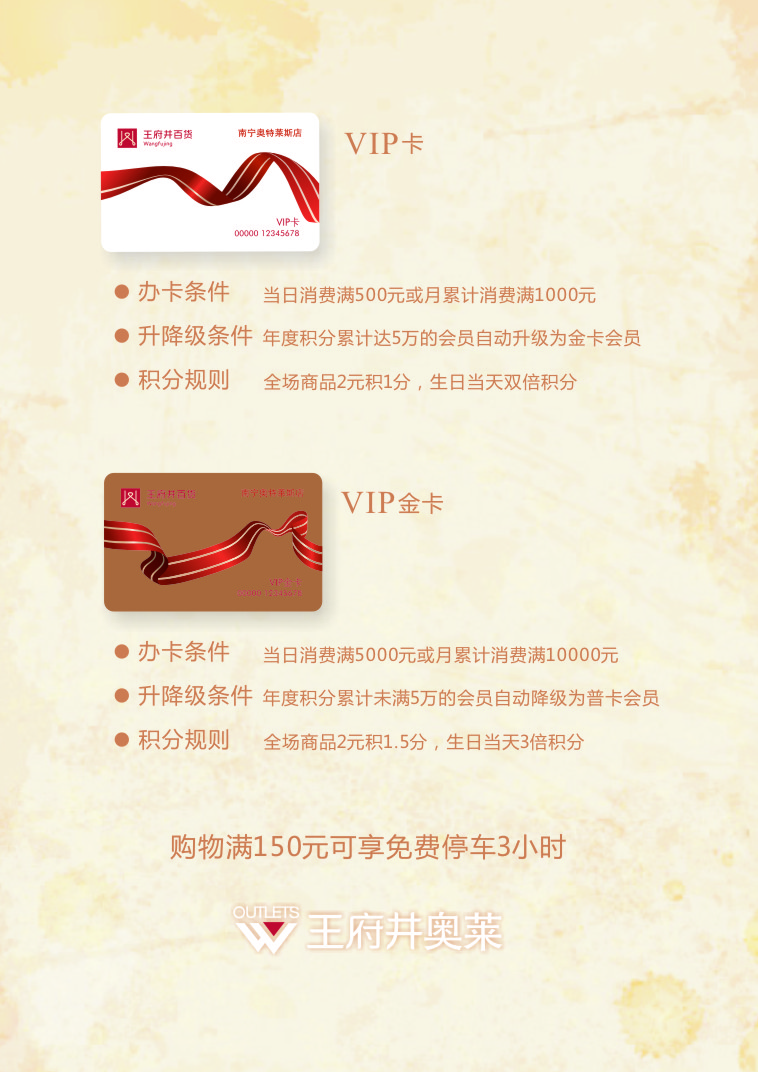 王府井百货
Wangfujing
南宁奥特莱斯店
VIP卡
00000 12345678
VIP卡
● 办卡条件 当日消费满500元或月累计消费满1000元
● 升降级条件 年度积分累计达5万的会员自动升级为金卡会员
● 积分规则 全场商品2元积1分，生日当天双倍积分
王府井百货
南宁奥特莱斯店
VIP金卡
00000 12345678
VIP金卡
● 办卡条件 当日消费满5000元或月累计消费满10000元
● 升降级条件 年度积分累计未满5万的会员自动降级为普卡会员
● 积分规则 全场商品2元积1.5分，生日当天3倍积分
购物满150元可享免费停车3小时
OUTLETS
王府井奥莱